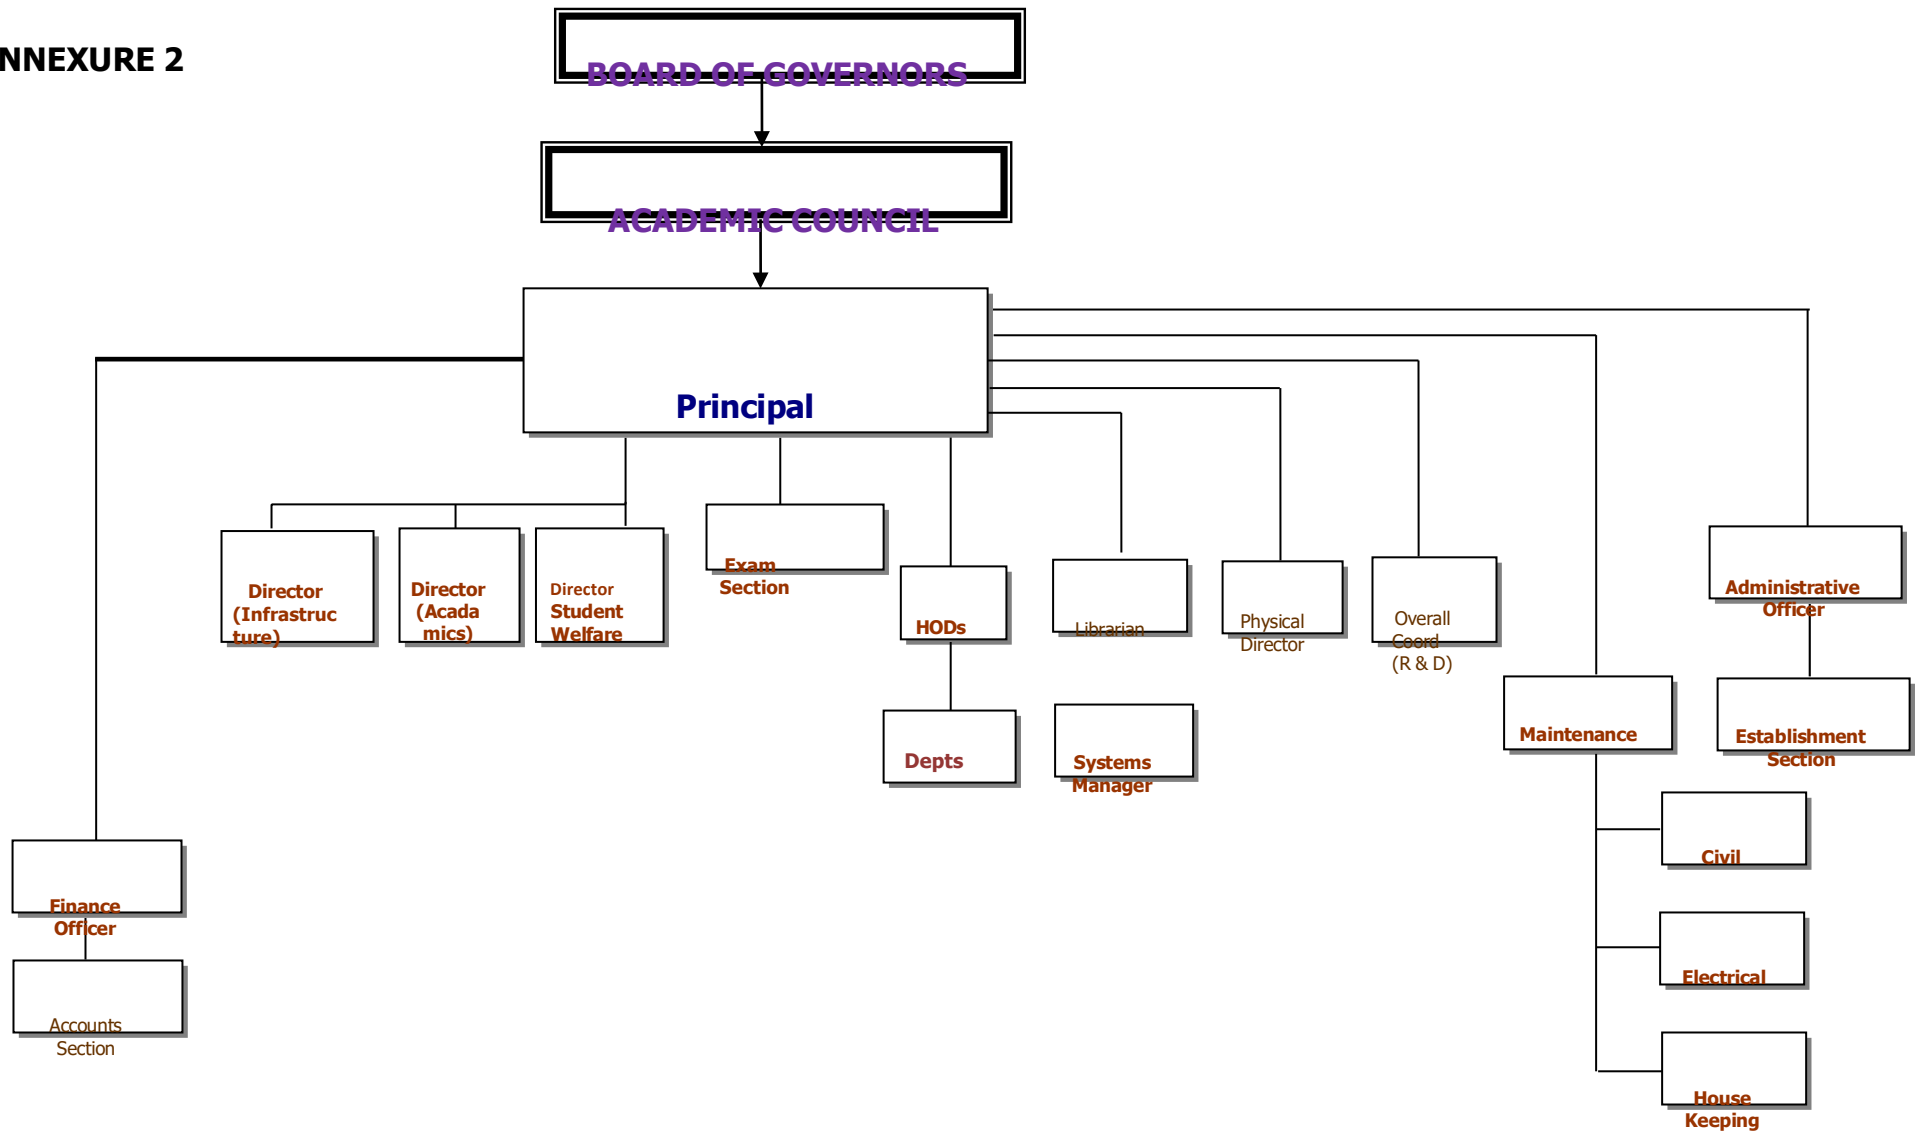 NNEXURE 2
BOARD OF GOVERNORS
ACADEMIC COUNCIL
Principal
Director
(Infrastruc
ture)
Director
(Acada
mics)
Director
Student
Welfare
Exam
Section
HODs
Librarian
Physical
Director
Overall
Coord
(R & D)
Administrative
Officer
Depts
Systems
Manager
Maintenance
Establishment
Section
Civil
Finance
Officer
Electrical
Accounts
Section
House
Keeping